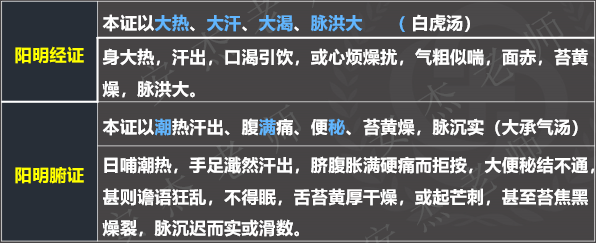 本证以大热、大汗、大渴、脉洪大 （白虎汤）
阳明经证
身大热，汗出，口渴引饮，或心烦燥扰，气粗似喘，面赤，苔黄
燥，脉洪大。
本证以潮热汗出、腹满痛、便秘、苔黄燥，脉沉实（大承气汤）
阳明腑证
日哺潮热，手足濈然汗出，脐腹胀满硬痛而拒按，大便秘结不通，
甚则谵语狂乱，不得眠，舌苔黄厚干燥，或起芒刺，甚至苔焦黑
燥裂，脉沉迟而实或滑数。